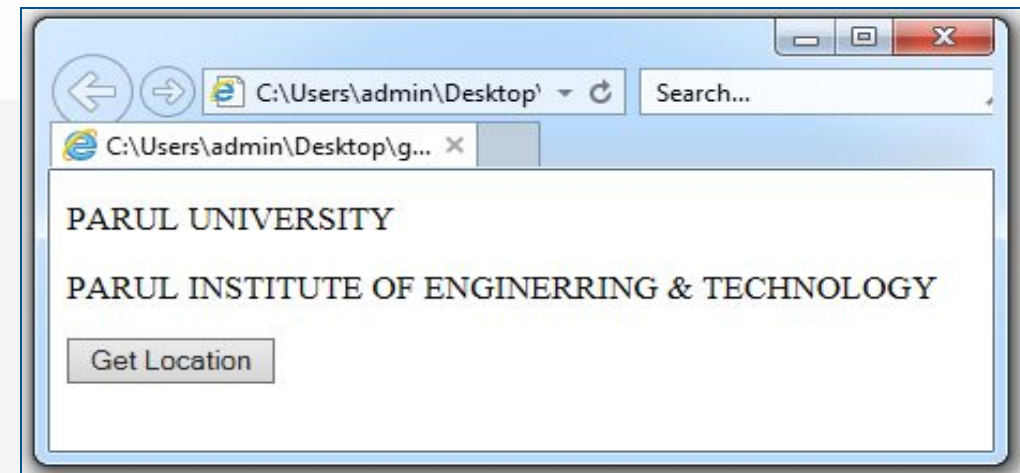 C:\Users\admin\Desktop\
Search...
C:\Users\admin\Desktop\g...
PARUL UNIVERSITY
PARUL INSTITUTE OF ENGINERRING & TECHNOLOGY
Get Location